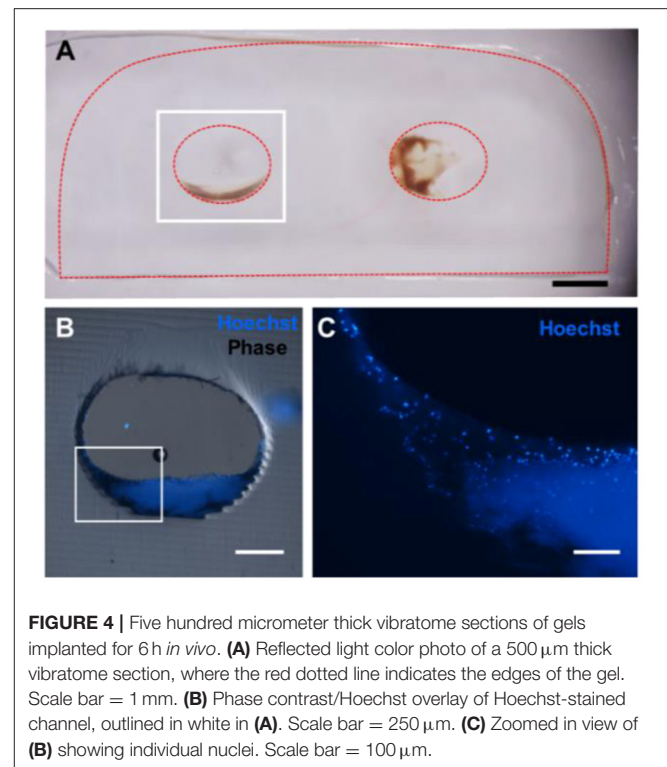 A
B
Hoechst
Phase
C
Hoechst
FIGURE 4 | Five hundred micrometer thick vibratome sections of gels
implanted for 6 h in vivo. (A) Reflected light color photo of a 500 μm thick
vibratome section, where the red dotted line indicates the edges of the gel.
Scale bar = 1 mm. (B) Phase contrast/Hoechst overlay of Hoechst-stained
channel, outlined in white in (A). Scale bar = 250 μm. (C) Zoomed in view of
(B) showing individual nuclei. Scale bar = 100 μm.